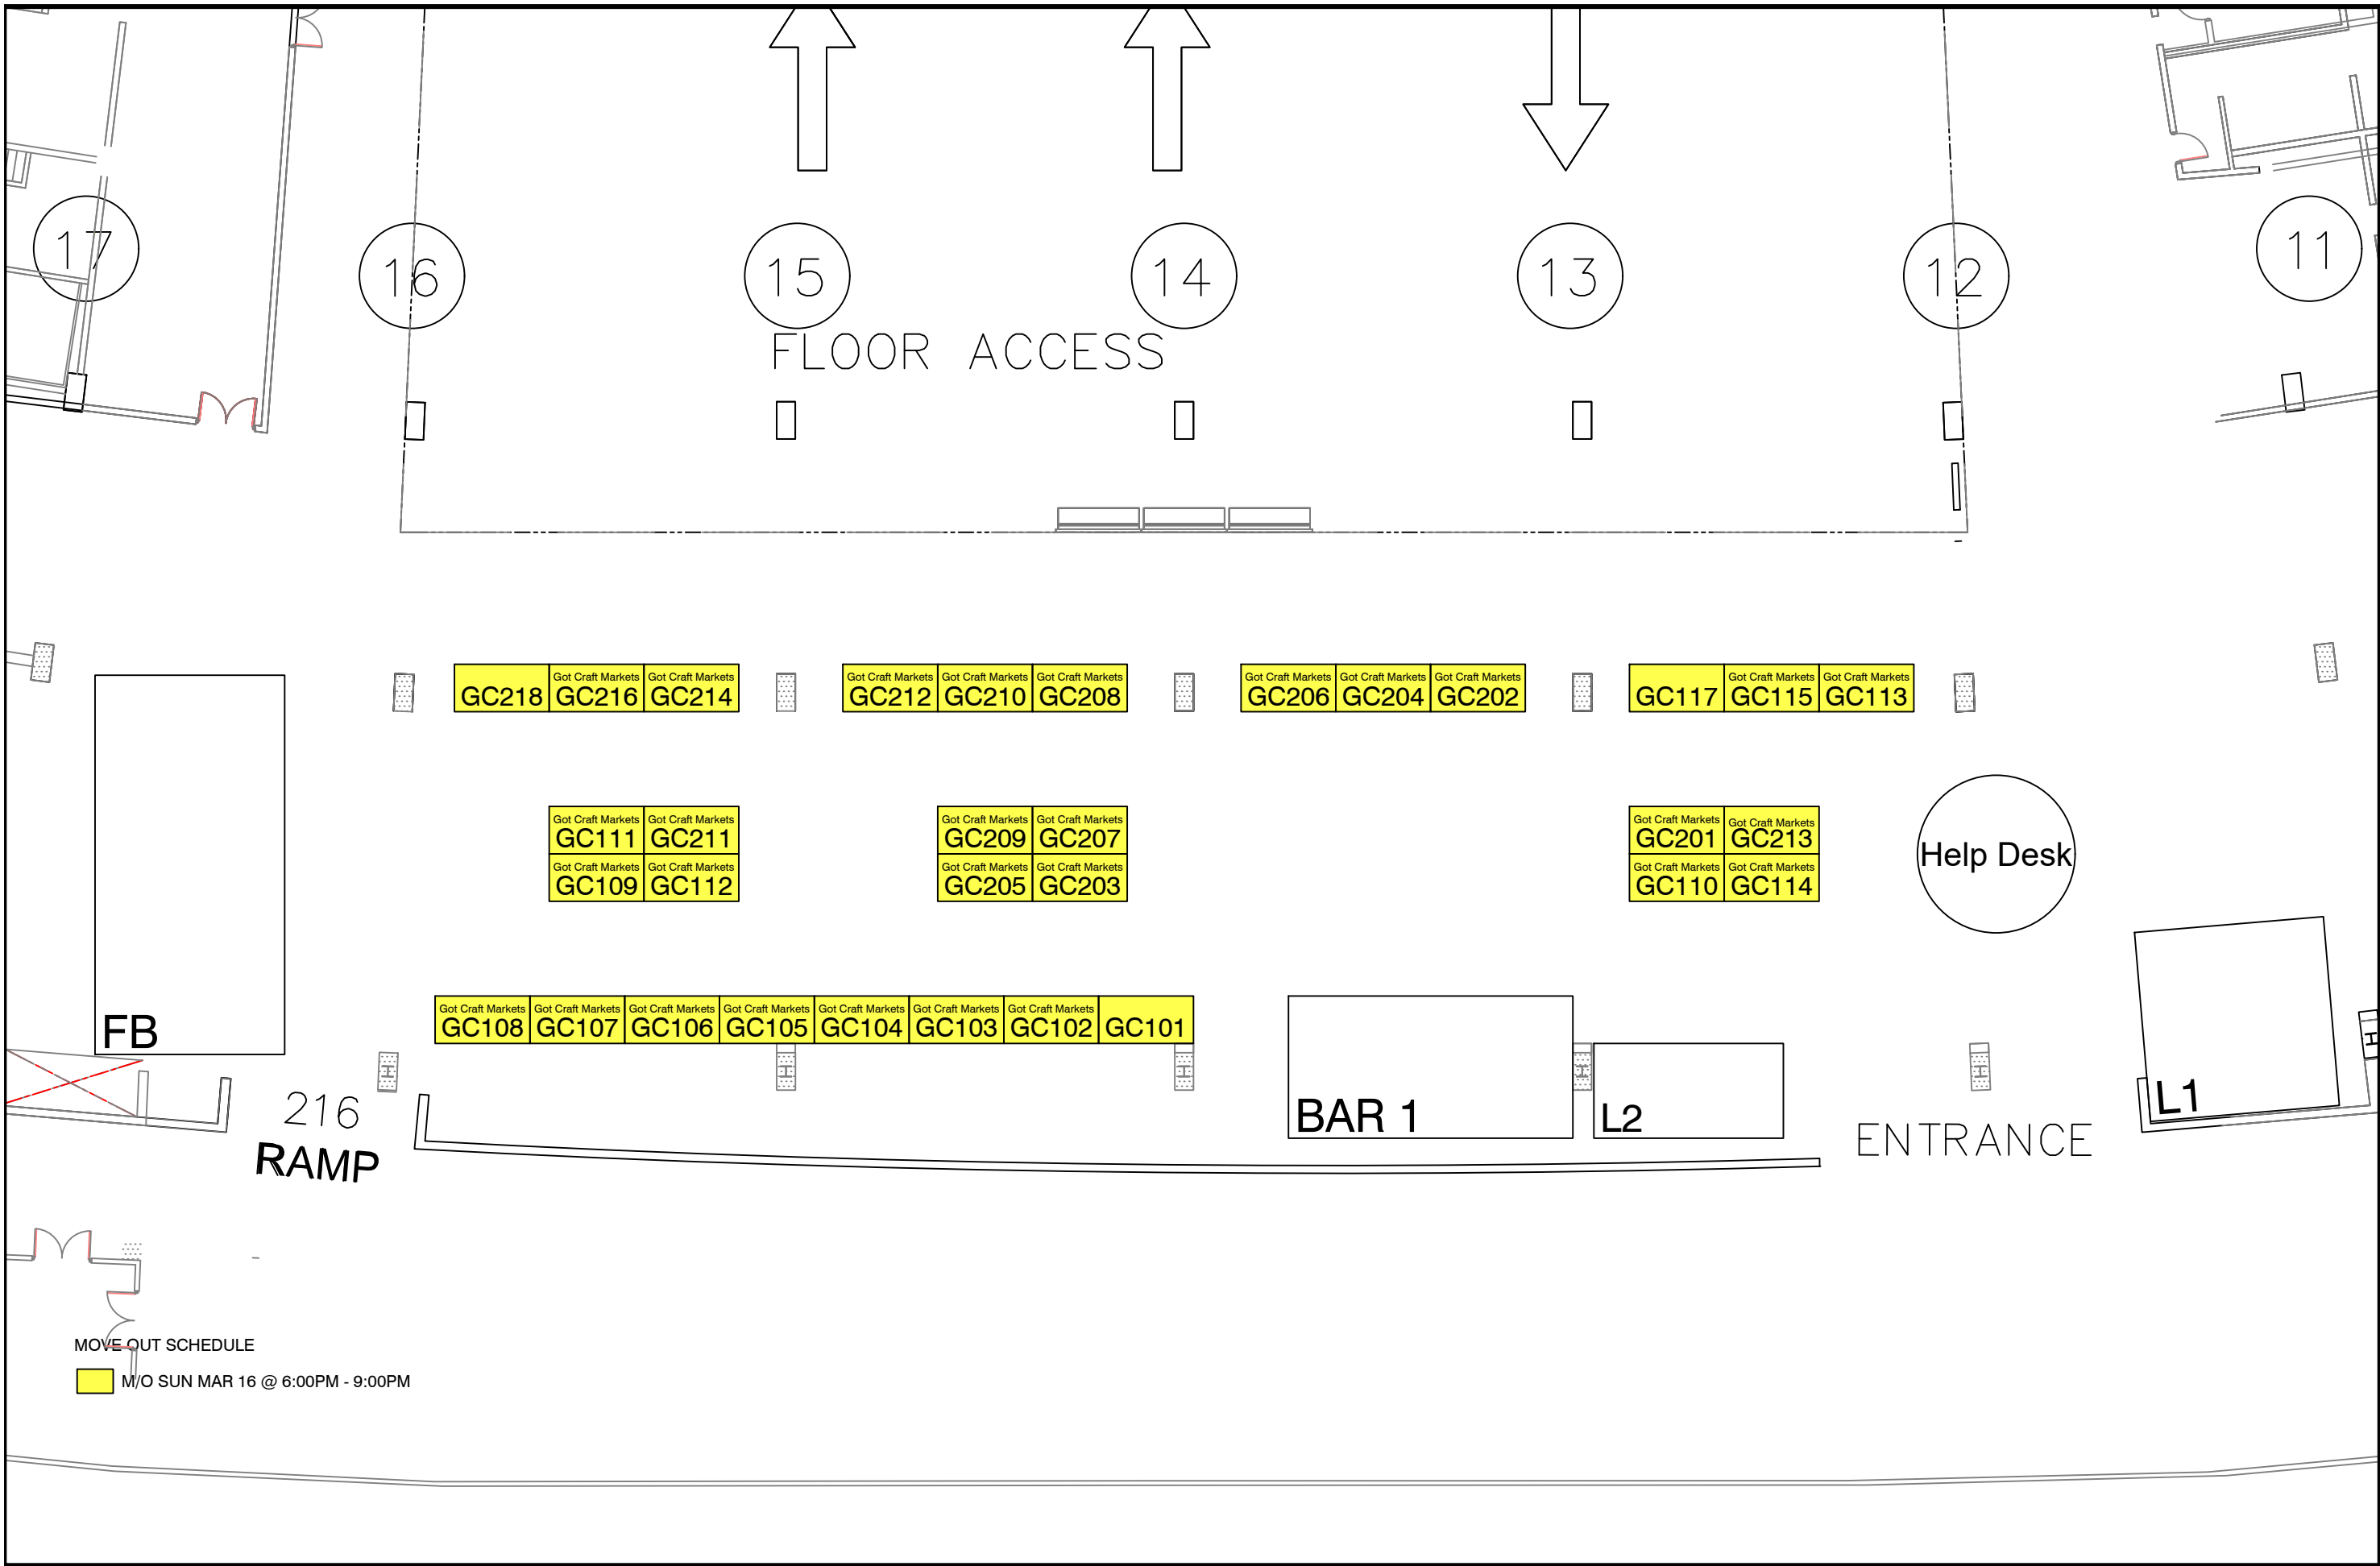 17
16
15
14
13
12
11
FLOOR ACCESS
GC218
Got Craft Markets
GC216
Got Craft Markets
GC214
Got Craft Markets
GC212
Got Craft Markets
GC210
Got Craft Markets
GC208
Got Craft Markets
GC206
Got Craft Markets
GC204
Got Craft Markets
GC202
GC117
Got Craft Markets
GC115
Got Craft Markets
GC113
Got Craft Markets
GC111
Got Craft Markets
GC211
Got Craft Markets
GC109
Got Craft Markets
GC112
Got Craft Markets
GC209
Got Craft Markets
GC207
Got Craft Markets
GC205
Got Craft Markets
GC203
Got Craft Markets
GC201
Got Craft Markets
GC213
Got Craft Markets
GC110
Got Craft Markets
GC114
Help Desk
FB
Got Craft Markets
GC108
Got Craft Markets
GC107
Got Craft Markets
GC106
Got Craft Markets
GC105
Got Craft Markets
GC104
Got Craft Markets
GC103
Got Craft Markets
GC102
GC101
BAR 1
L2
L1
216
RAMP
ENTRANCE
MOVE OUT SCHEDULE
M/O SUN MAR 16 @ 6:00PM - 9:00PM